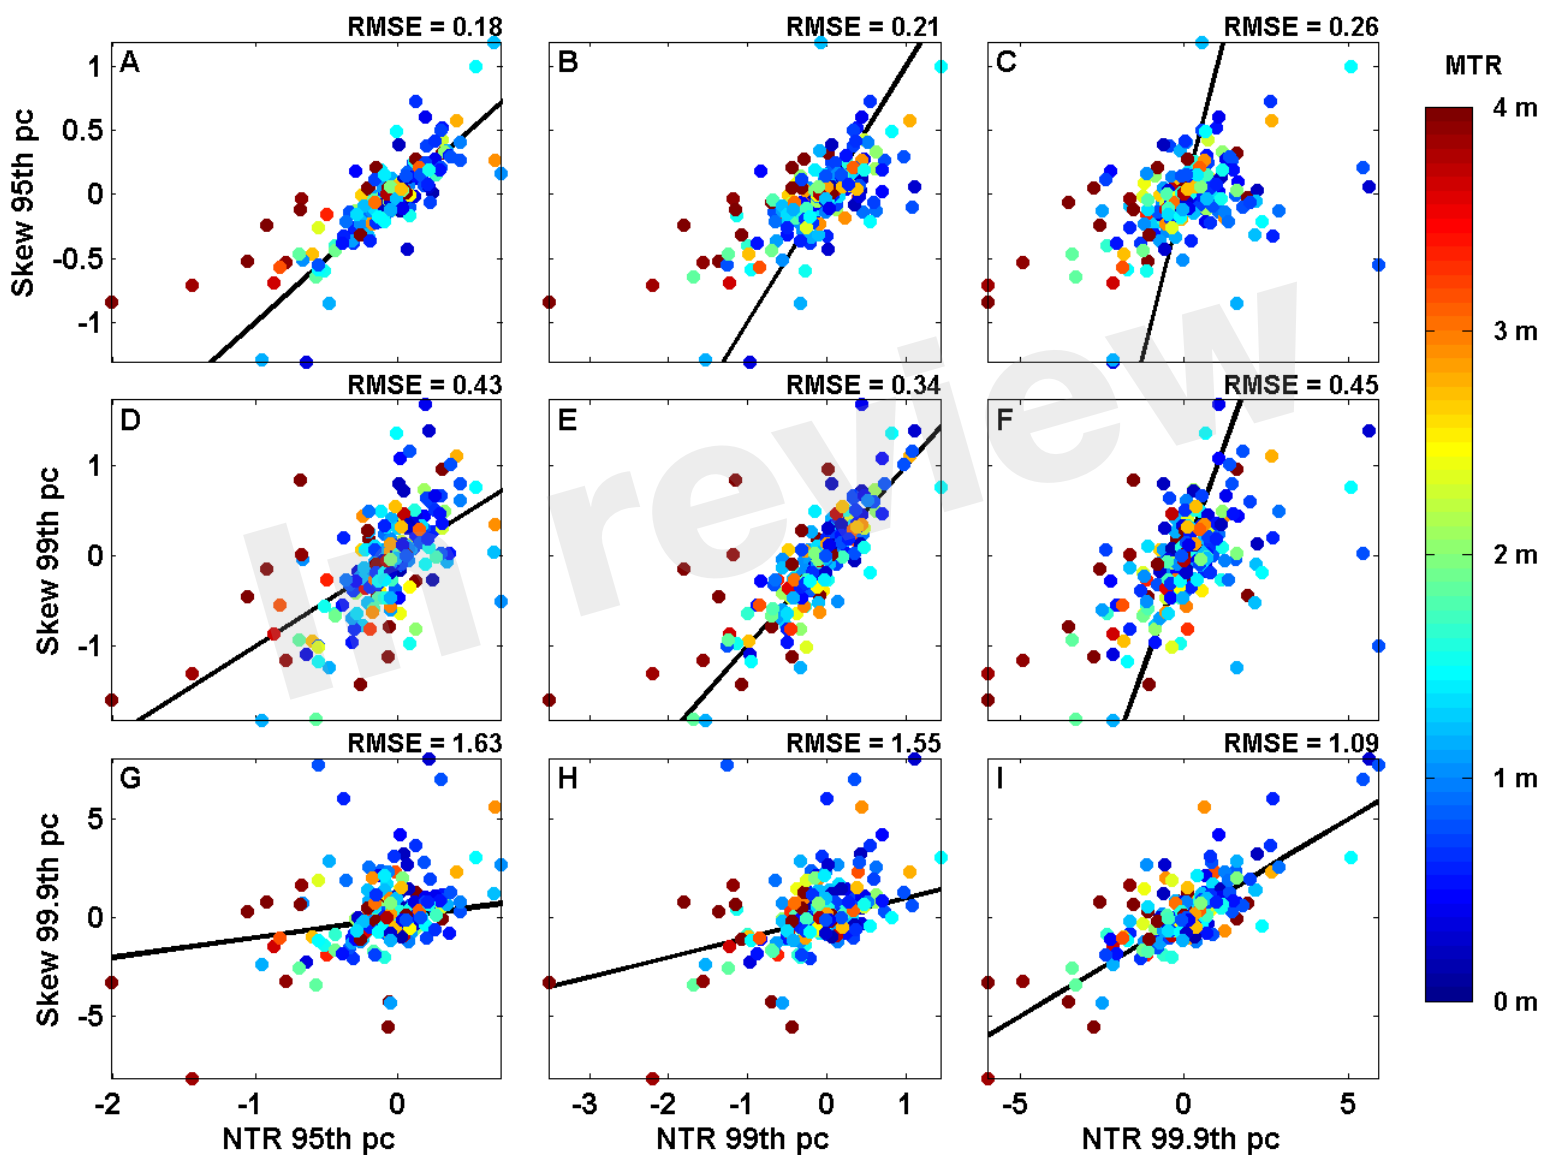 RMSE = 0.18
RMSE = 0.21
RMSE = 0.26
A
B
C
MTR
Skew 95th pc
1
0.5
0
-0.5
-1
4 m
3 m
2 m
1 m
0 m
RMSE = 0.43
RMSE = 0.34
RMSE = 0.45
D
E
F
Skew 99th pc
1
0
-1
In review
RMSE = 1.63
RMSE = 1.55
RMSE = 1.09
G
H
I
Skew 99.9th pc
5
0
-5
-2 -1 0
-3 -2 -1 0 1
-5 0 5
NTR 95th pc
NTR 99th pc
NTR 99.9th pc